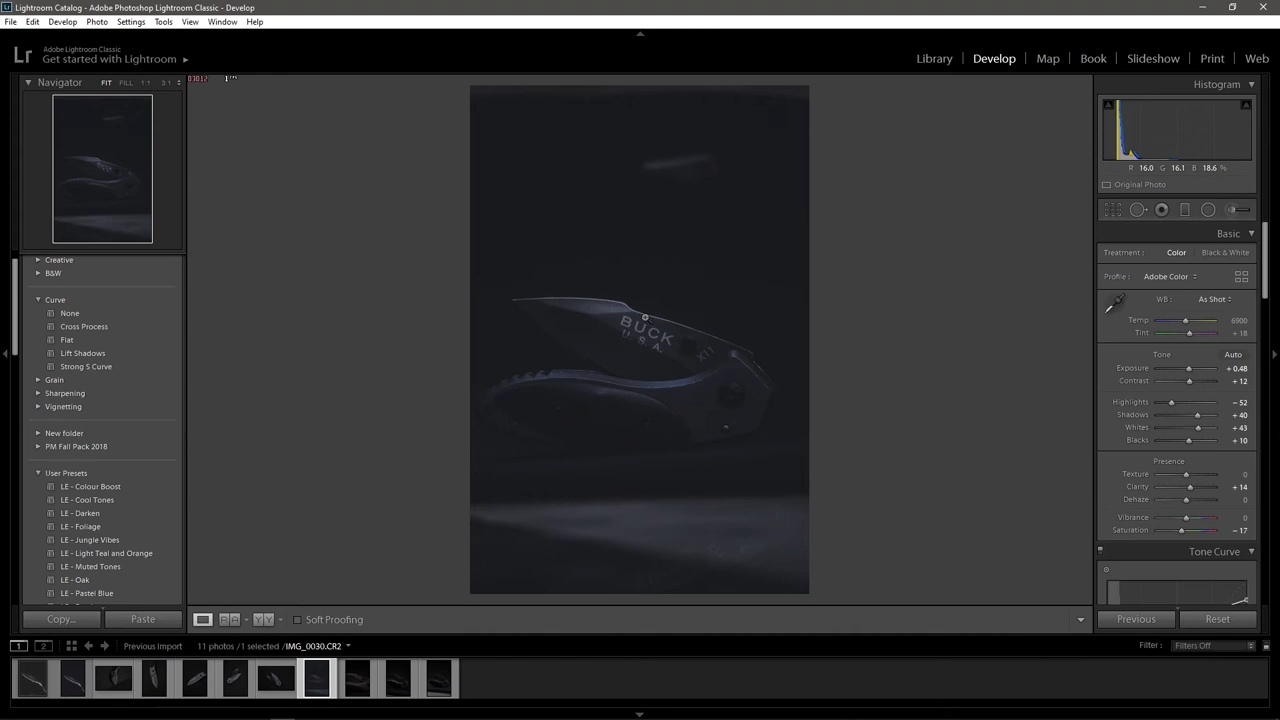 Lightroom Catalog - Adobe Photoshop Lightroom Classic - Develop
File Edit Develop Photo Settings Tools View Window Help
Lr
Adobe Lightroom Classic
Get started with Lightroom
Library Develop Map Book Slideshow Print Web
Navigator FIT FILL 1:1 3:1
Creative
B&W
Curve
None
Cross Process
Flat
Lift Shadows
Strong S Curve
Grain
Sharpening
Vignetting
New folder
PM Fall Pack 2018
User Presets
LE - Colour Boost
LE - Cool Tones
LE - Darken
LE - Foliage
LE - Jungle Vibes
LE - Light Teal and Orange
LE - Muted Tones
LE - Oak
LE - Pastel Blue
Copy... Paste
BUCK
U.S.A.
XII
Histogram
R 16.0 G 16.1 B 18.6 %
Original Photo
Basic
Treatment : Color Black & White
Profile : Adobe Color
WB : As Shot
Temp 6900
Tint + 18
Tone Auto
Exposure + 0.48
Contrast + 12
Highlights − 52
Shadows + 40
Whites + 43
Blacks + 10
Presence
Texture 0
Clarity + 14
Dehaze 0
Vibrance 0
Saturation − 17
Tone Curve
Previous Reset
Soft Proofing
1 2 Previous Import 11 photos / 1 selected / IMG_0030.CR2
Filter : Filters Off